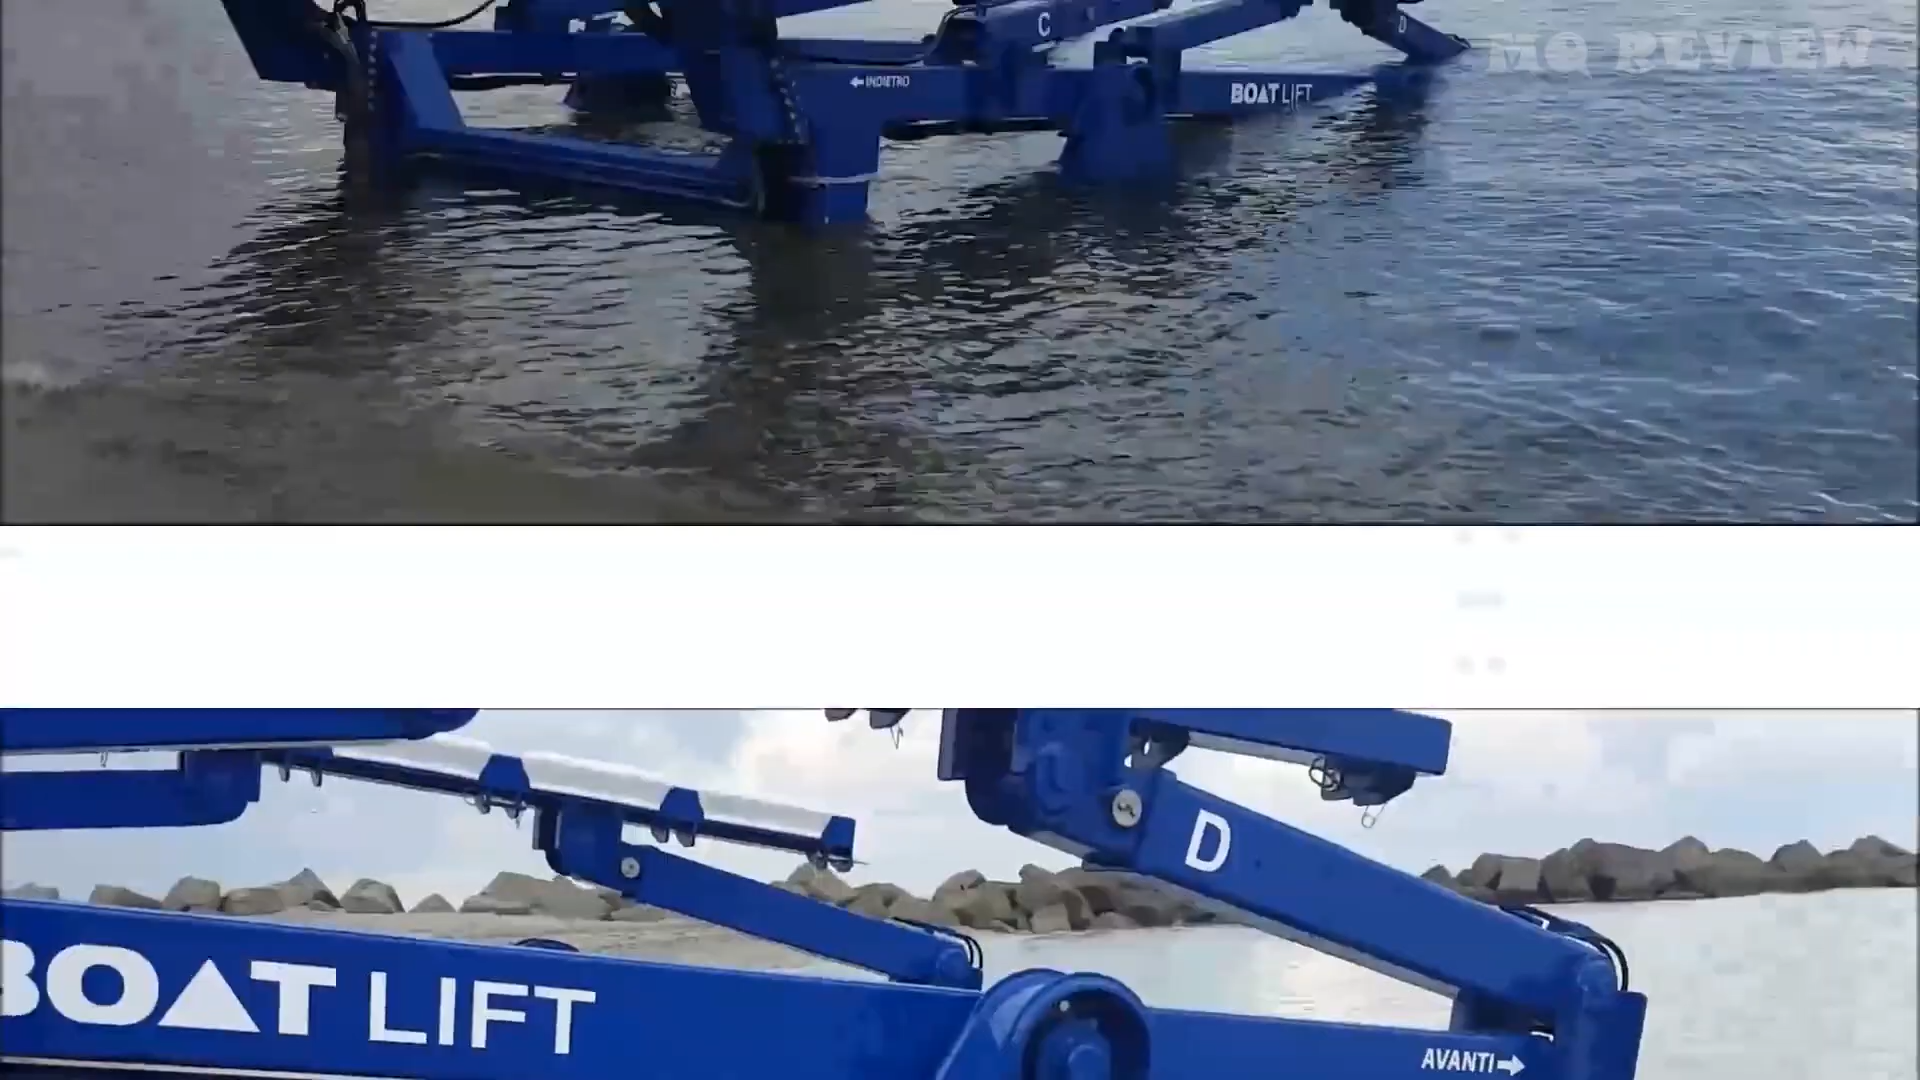 C
D
MQ REVIEW
← INDIETRO
BOAT LIFT
D
BOAT LIFT
AVANTI →